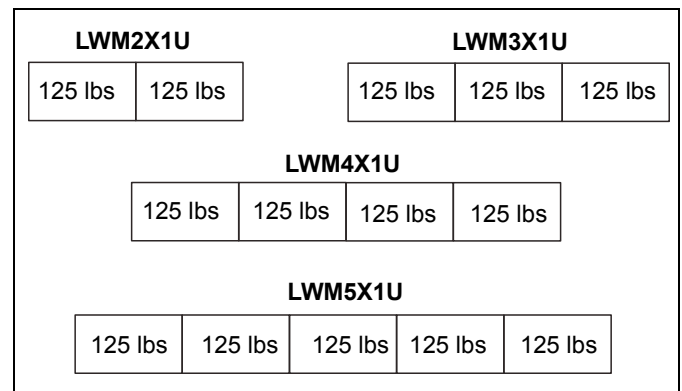 LWM2X1U LWM3X1U
125 lbs 125 lbs 125 lbs 125 lbs 125 lbs
LWM4X1U
125 lbs 125 lbs 125 lbs 125 lbs
LWM5X1U
125 lbs 125 lbs 125 lbs 125 lbs 125 lbs